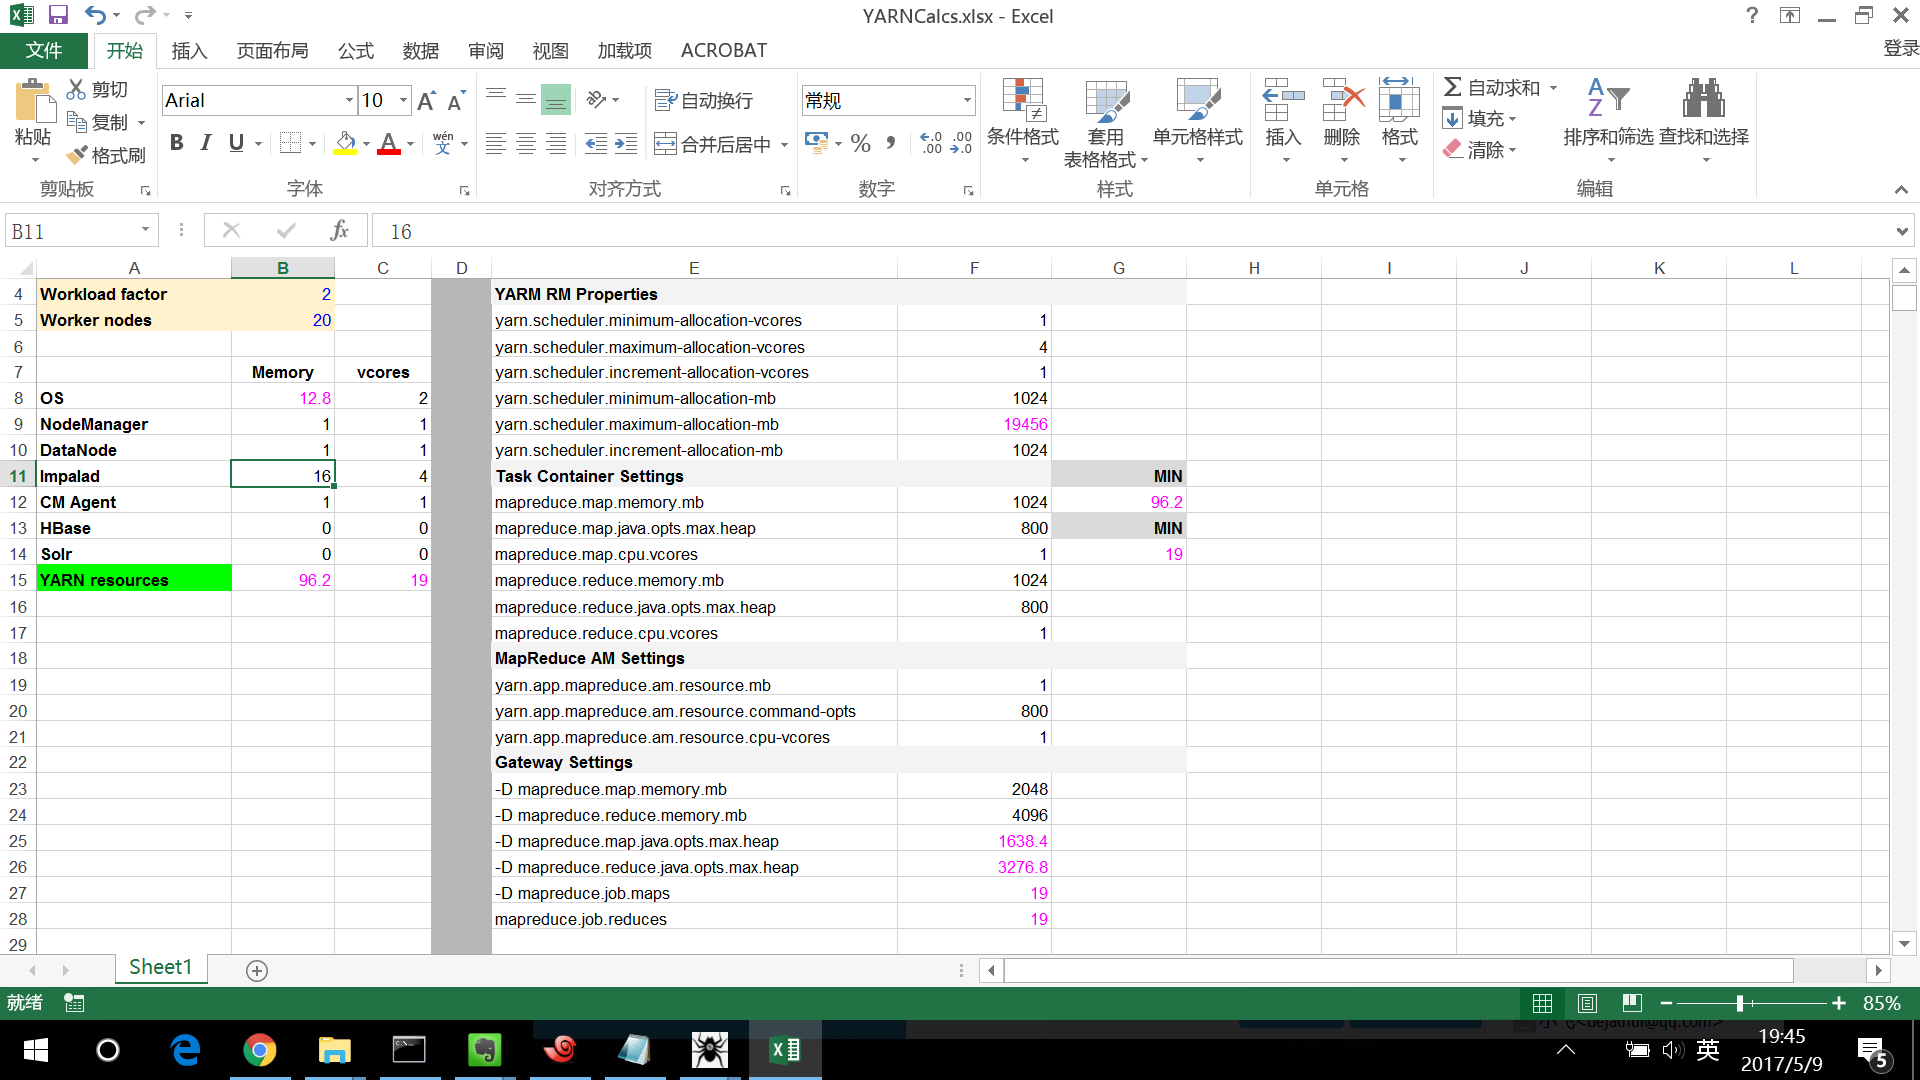 YARNCalcs.xlsx - Excel
文件 开始 插入 页面布局 公式 数据 审阅 视图 加载项 ACROBAT 登录
粘贴 剪切 复制 格式刷 剪贴板
Arial 10 A A B I U A wén 文 字体
自动换行 合并后居中 对齐方式
常规 % 数字
条件格式 套用 表格格式 单元格样式 样式
插入 删除 格式 单元格
自动求和 填充 清除 排序和筛选 查找和选择 编辑
B11 fx 16
A B C D E F G H I J K L
4 Workload factor 2 YARM RM Properties
5 Worker nodes 20 yarn.scheduler.minimum-allocation-vcores 1
6 yarn.scheduler.maximum-allocation-vcores 4
7 Memory vcores yarn.scheduler.increment-allocation-vcores 1
8 OS 12.8 2 yarn.scheduler.minimum-allocation-mb 1024
9 NodeManager 1 1 yarn.scheduler.maximum-allocation-mb 19456
10 DataNode 1 1 yarn.scheduler.increment-allocation-mb 1024
11 Impalad 16 4 Task Container Settings MIN
12 CM Agent 1 1 mapreduce.map.memory.mb 1024 96.2
13 HBase 0 0 mapreduce.map.java.opts.max.heap 800 MIN
14 Solr 0 0 mapreduce.map.cpu.vcores 1 19
15 YARN resources 96.2 19 mapreduce.reduce.memory.mb 1024
16 mapreduce.reduce.java.opts.max.heap 800
17 mapreduce.reduce.cpu.vcores 1
18 MapReduce AM Settings
19 yarn.app.mapreduce.am.resource.mb 1
20 yarn.app.mapreduce.am.resource.command-opts 800
21 yarn.app.mapreduce.am.resource.cpu-vcores 1
22 Gateway Settings
23 -D mapreduce.map.memory.mb 2048
24 -D mapreduce.reduce.memory.mb 4096
25 -D mapreduce.map.java.opts.max.heap 1638.4
26 -D mapreduce.reduce.java.opts.max.heap 3276.8
27 -D mapreduce.job.maps 19
28 mapreduce.job.reduces 19
29
Sheet1
就绪 85%
英 19:45
2017/5/9 5